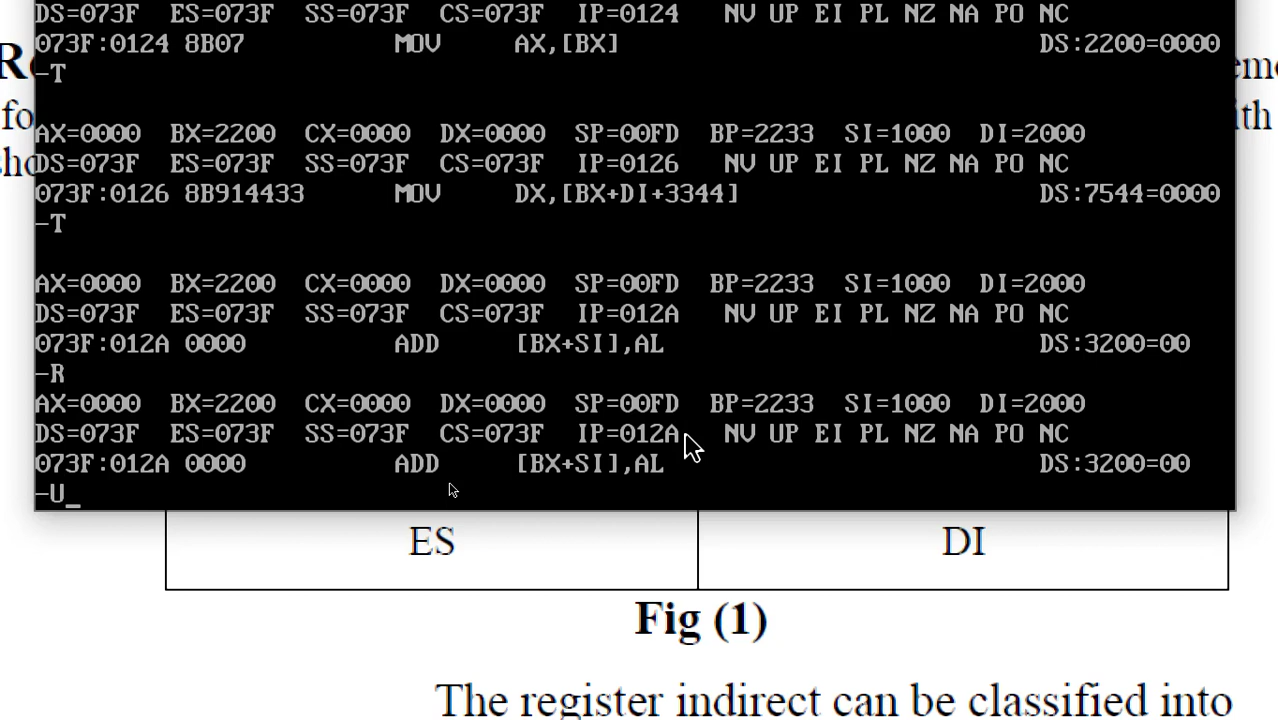 DS=073F ES=073F SS=073F CS=073F IP=0124 NV UP EI PL NZ NA PO NC
073F:0124 8B07 MOV AX,[BX] DS:2200=0000
-T
AX=0000 BX=2200 CX=0000 DX=0000 SP=00FD BP=2233 SI=1000 DI=2000
DS=073F ES=073F SS=073F CS=073F IP=0126 NV UP EI PL NZ NA PO NC
073F:0126 8B914433 MOV DX,[BX+DI+3344] DS:7544=0000
-T
AX=0000 BX=2200 CX=0000 DX=0000 SP=00FD BP=2233 SI=1000 DI=2000
DS=073F ES=073F SS=073F CS=073F IP=012A NV UP EI PL NZ NA PO NC
073F:012A 0000 ADD [BX+SI],AL DS:3200=00
-R
AX=0000 BX=2200 CX=0000 DX=0000 SP=00FD BP=2233 SI=1000 DI=2000
DS=073F ES=073F SS=073F CS=073F IP=012A NV UP EI PL NZ NA PO NC
073F:012A 0000 ADD [BX+SI],AL DS:3200=00
-U_
ES DI
Fig (1)
The register indirect can be classified into